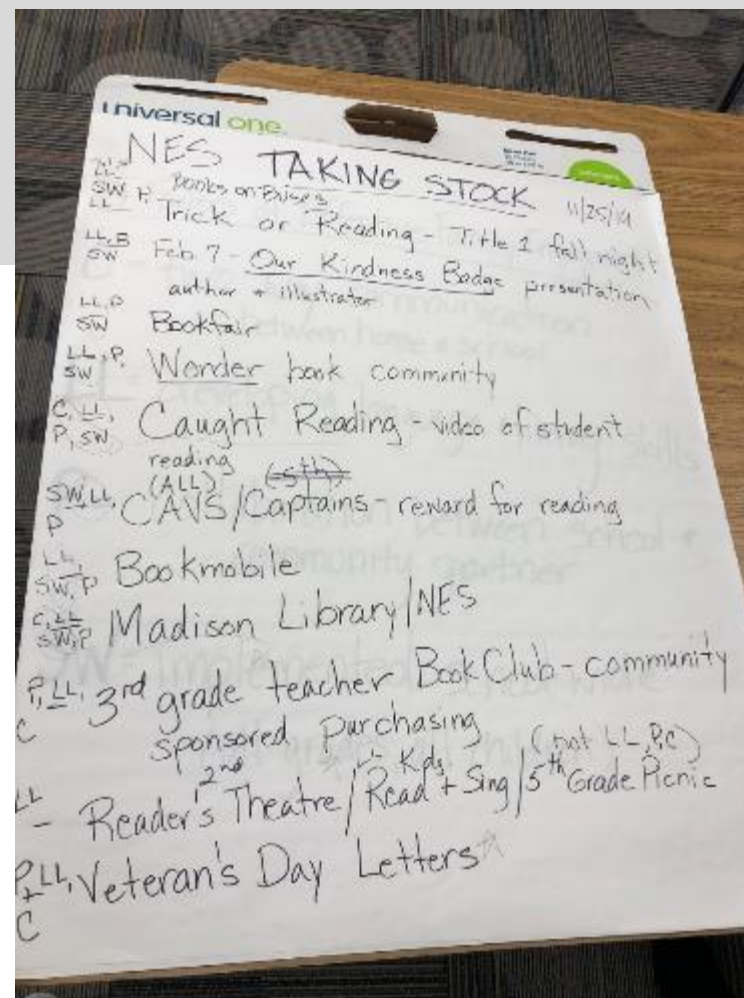 universal one
NES TAKING STOCK 11/25/19
Books on
LL Trick or Reading - Title 1 fall night
LL, B SW Feb. 7 - Our Kindness Badge presentation
author + illustrator
LL, P SW Bookfair
LL, P, SW Wonder book community
C, LL, P, SW Caught Reading - video of student
reading (5th)
(ALL)
SW, LL, P CAVS/Captains - reward for reading
LL, SW, P Bookmobile
C, LL SW, P Madison Library/NES
P, LL, C 3rd grade teacher Book Club - community
sponsored purchasing
2nd Kdg (not LL, P, C)
LL - Reader's Theatre/Read + Sing/5th Grade Picnic
P, LL, + C Veteran's Day Letters